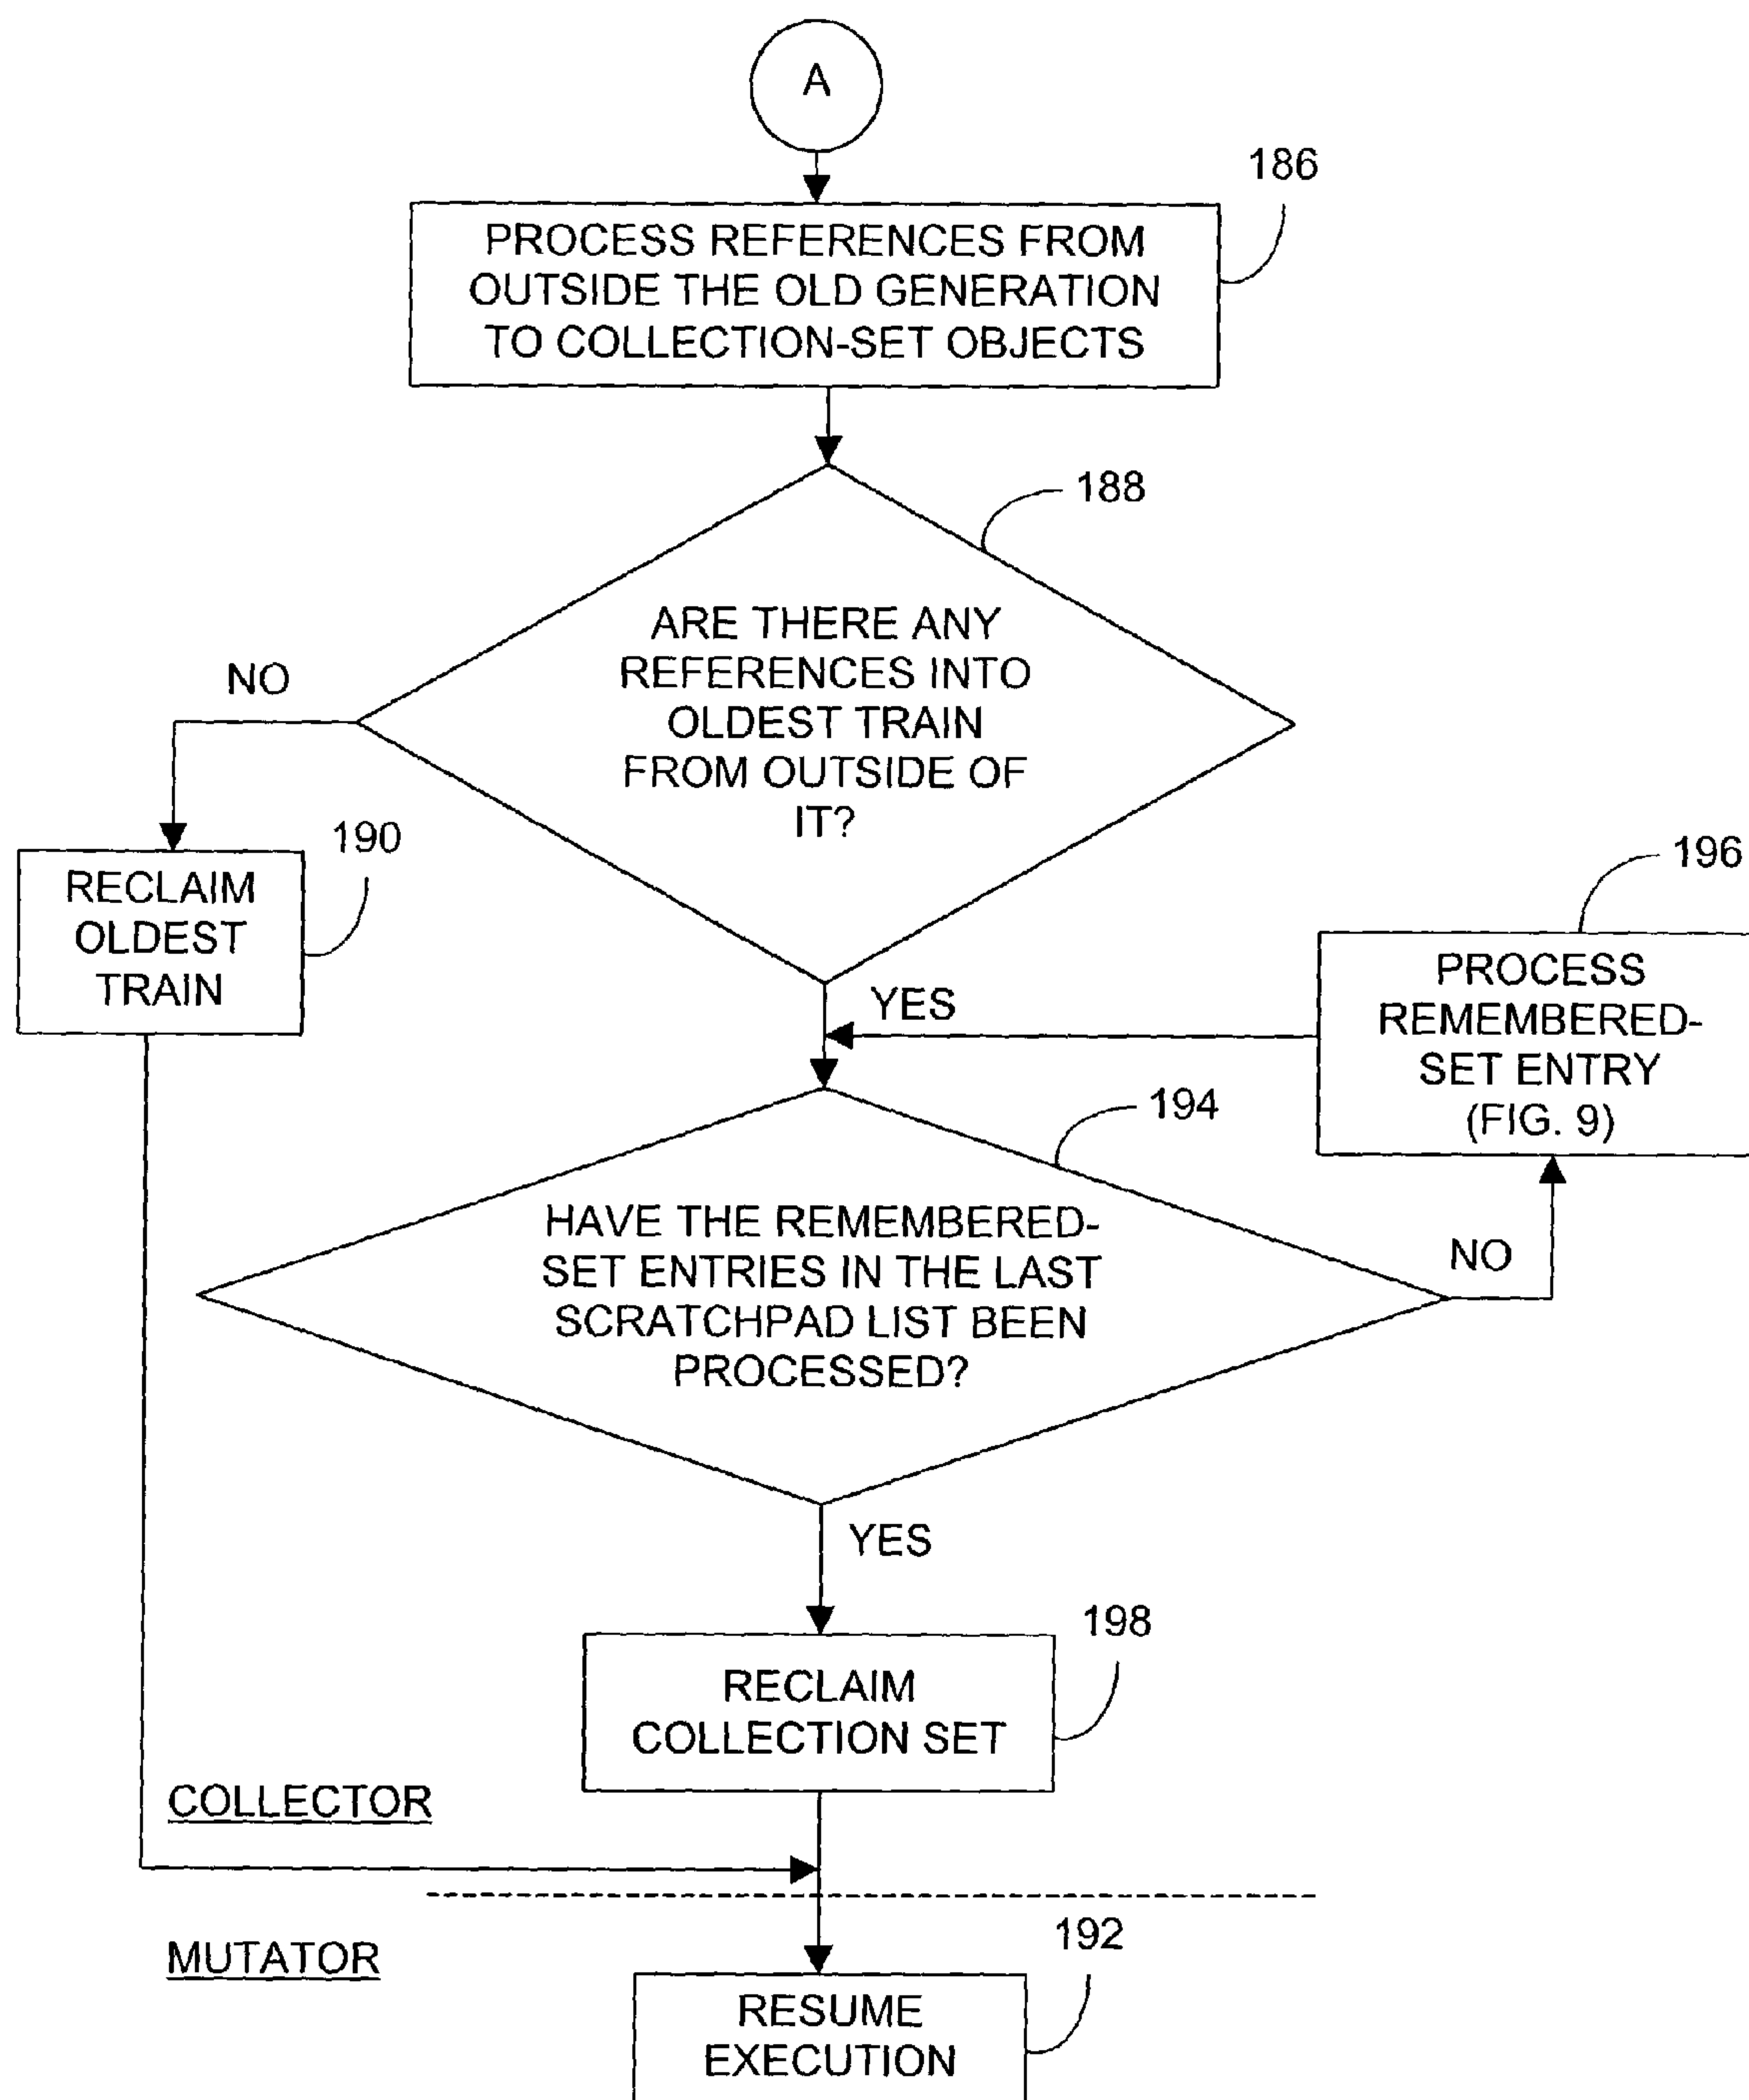 A
186
PROCESS REFERENCES FROM
OUTSIDE THE OLD GENERATION
TO COLLECTION-SET OBJECTS
188
ARE THERE ANY
REFERENCES INTO
OLDEST TRAIN
FROM OUTSIDE OF
IT?
NO
190
RECLAIM
OLDEST
TRAIN
YES
196
PROCESS
REMEMBERED-
SET ENTRY
(FIG. 9)
194
HAVE THE REMEMBERED-
SET ENTRIES IN THE LAST
SCRATCHPAD LIST BEEN
PROCESSED?
NO
YES
198
RECLAIM
COLLECTION SET
COLLECTOR
MUTATOR
192
RESUME
EXECUTION